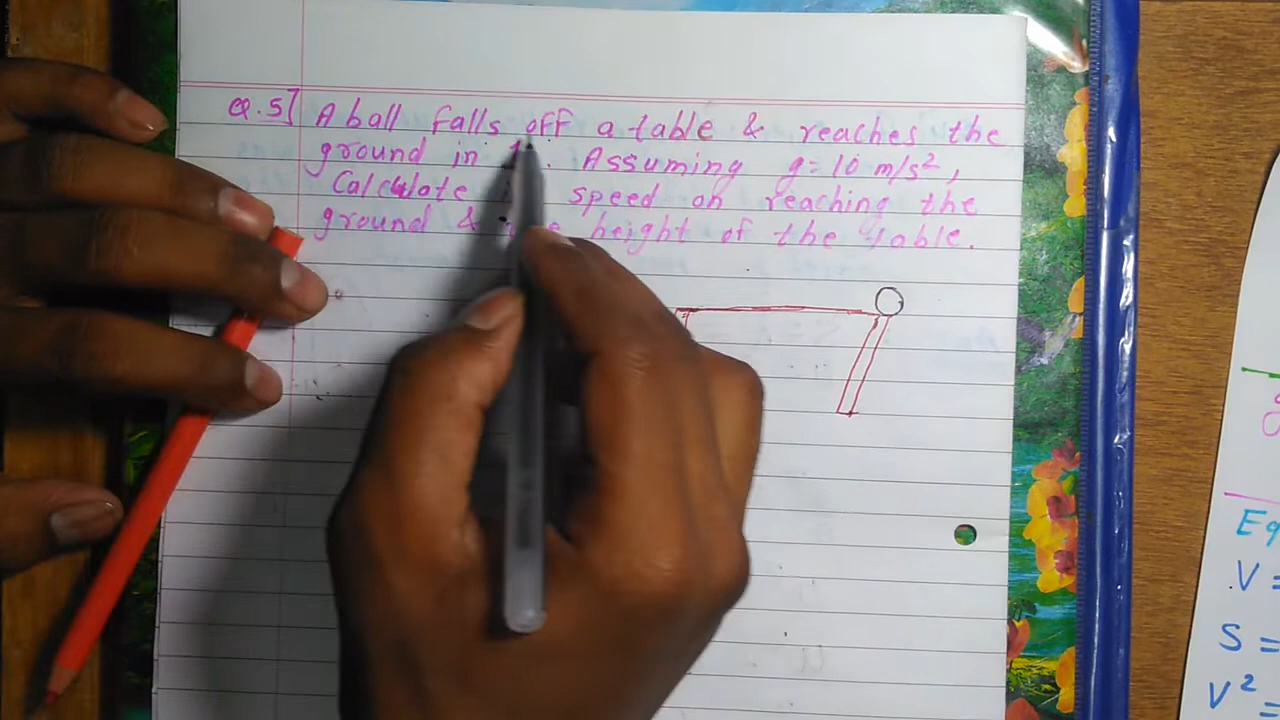 Q.5] A ball falls off a table & reaches the
ground in 1 . Assuming g = 10 m/s²,
Calculate speed on reaching the
ground & height of the table.
Eq
V =
S =
V² =